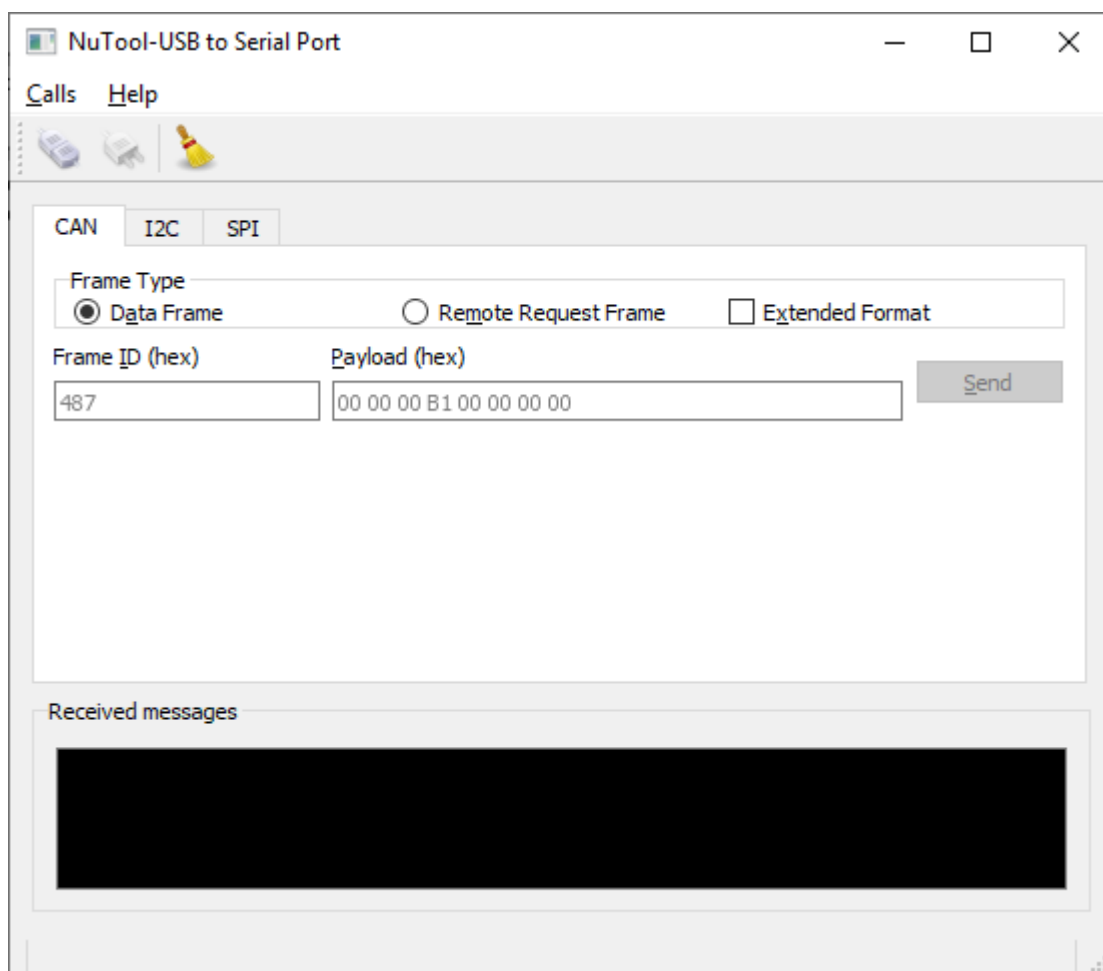 NuTool-USB to Serial Port
Calls Help
CAN I2C SPI
Frame Type
Data Frame Remote Request Frame Extended Format
Frame ID (hex) Payload (hex)
487 00 00 00 B1 00 00 00 00 Send
Received messages